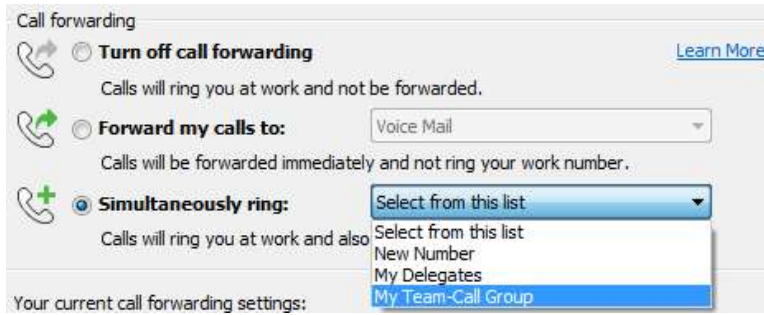 Call forwarding
Turn off call forwarding Learn More
Calls will ring you at work and not be forwarded.
Forward my calls to: Voice Mail
Calls will be forwarded immediately and not ring your work number.
Simultaneously ring: Select from this list
Select from this list
Calls will ring you at work and also
New Number
My Delegates
My Team-Call Group
Your current call forwarding settings: